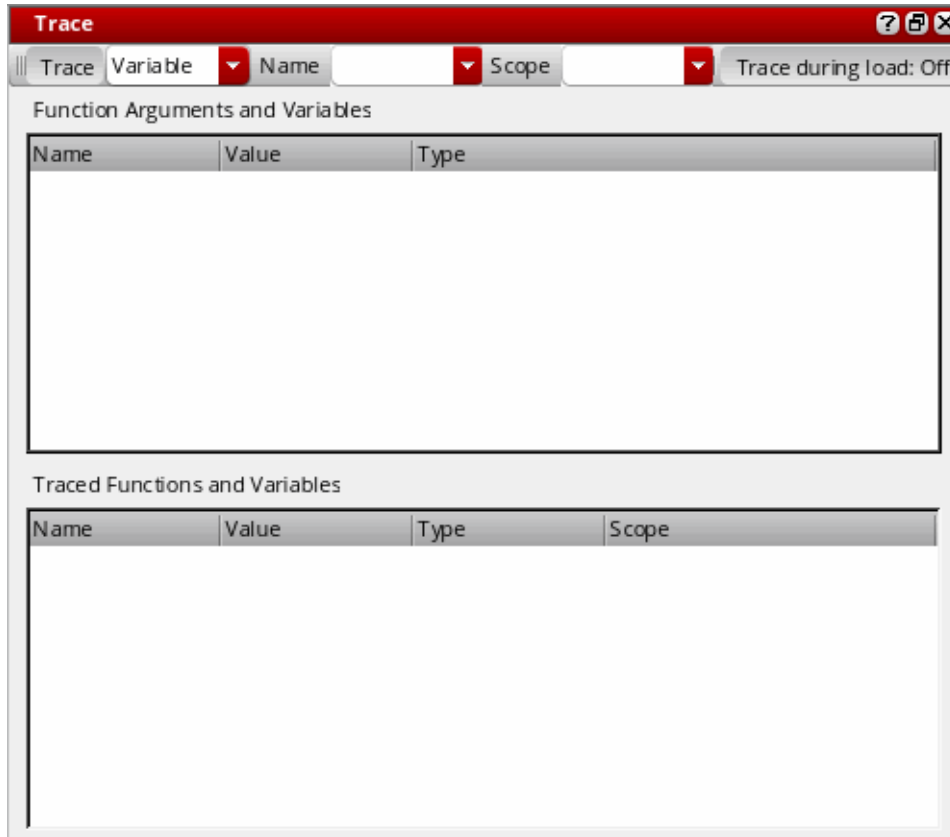 Trace
Trace Variable Name Scope Trace during load: Off
Function Arguments and Variables
Name Value Type
Traced Functions and Variables
Name Value Type Scope